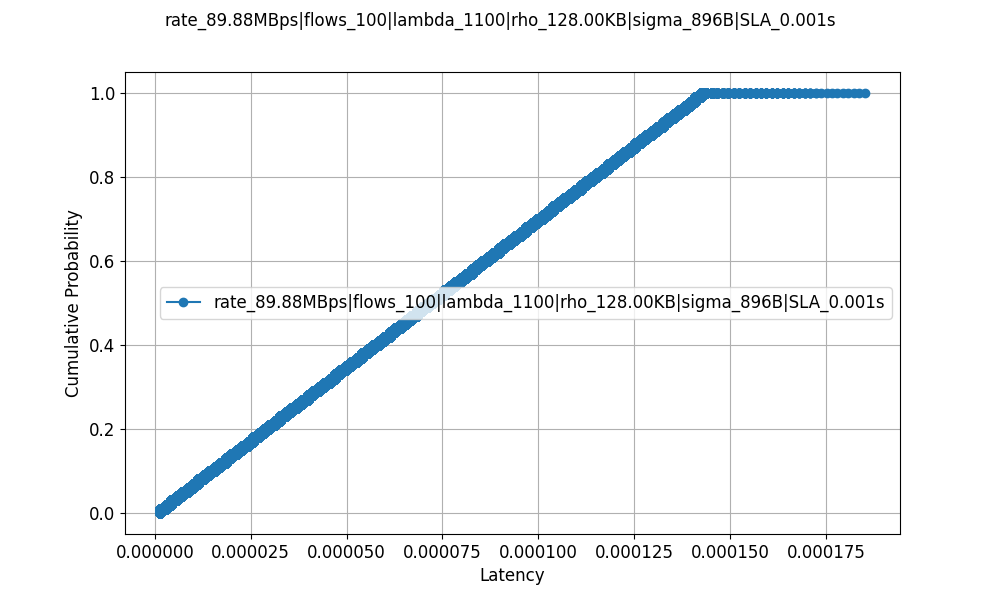 rate_89.88MBps|flows_100|lambda_1100|rho_128.00KB|sigma_896B|SLA_0.001s
1.0
0.8
0.6
0.4
0.2
0.0
Cumulative Probability
rate_89.88MBps|flows_100|lambda_1100|rho_128.00KB|sigma_896B|SLA_0.001s
0.000000 0.000025 0.000050 0.000075 0.000100 0.000125 0.000150 0.000175
Latency